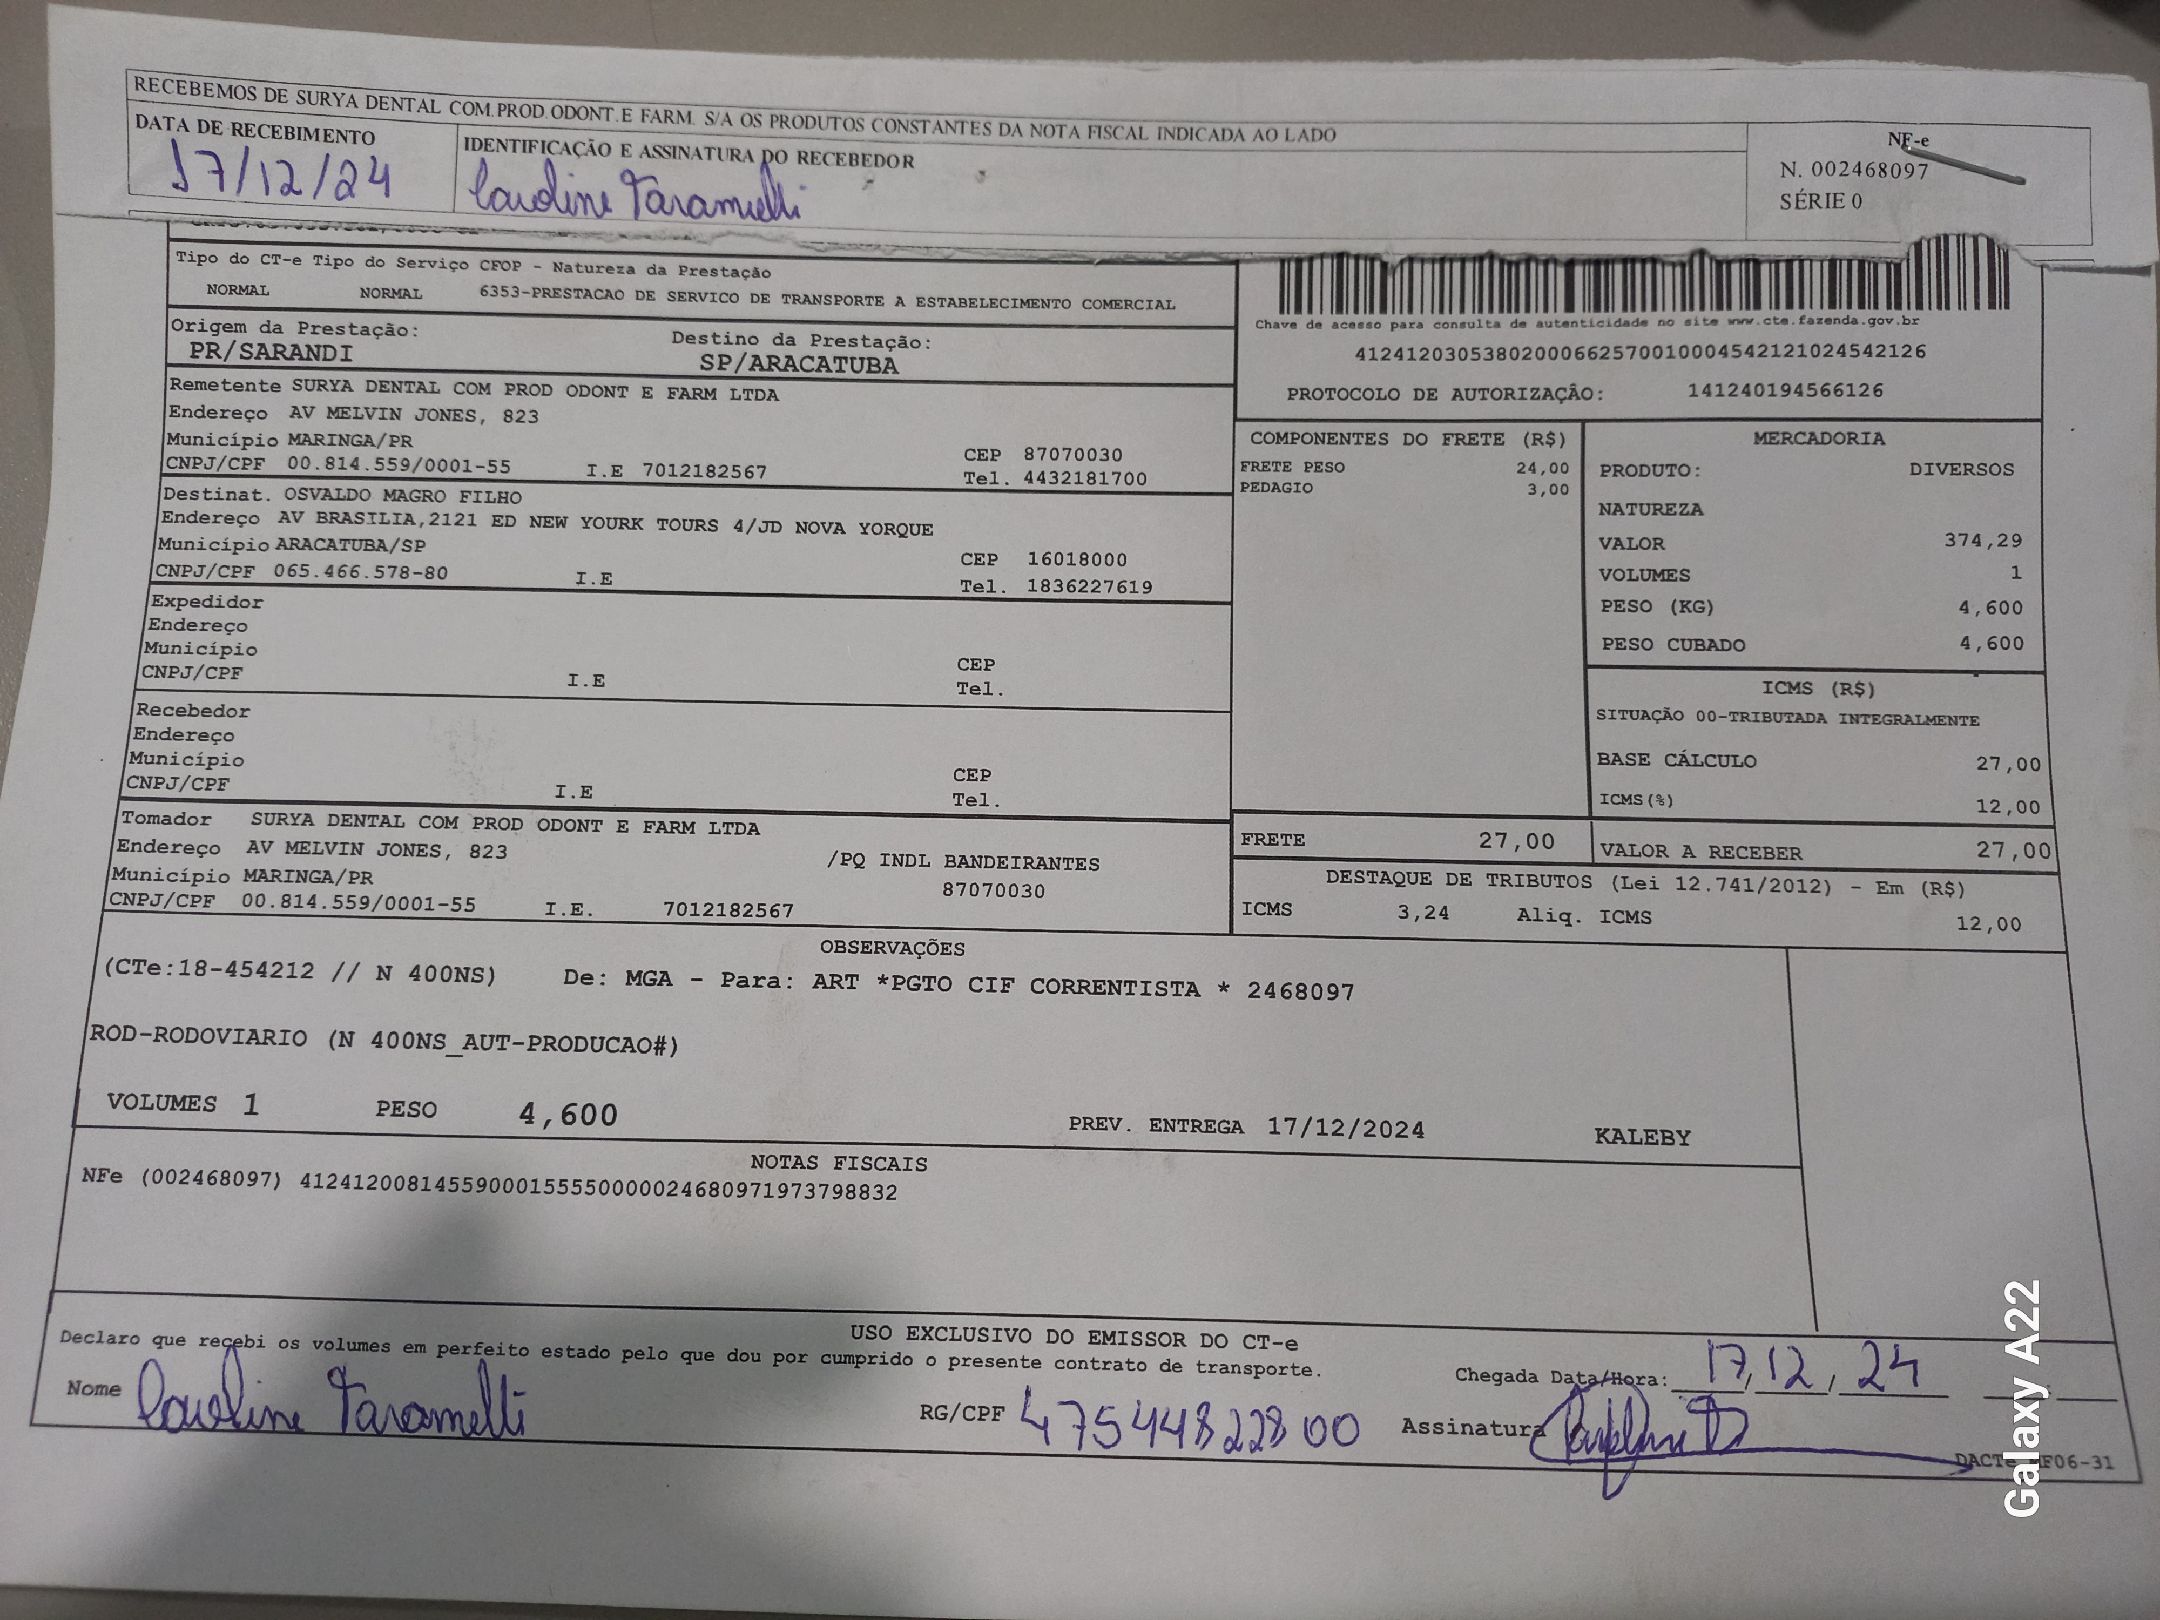 RECEBEMOS DE SURYA DENTAL COM.PROD.ODONT.E FARM. S/A OS PRODUTOS CONSTANTES DA NOTA FISCAL INDICADA AO LADO
DATA DE RECEBIMENTO
17/12/24
IDENTIFICAÇÃO E ASSINATURA DO RECEBEDOR
Caroline Taramelli
NF-e
N. 002468097
SÉRIE 0
Tipo do CT-e Tipo do Serviço CFOP - Natureza da Prestação
NORMAL NORMAL 6353-PRESTACAO DE SERVICO DE TRANSPORTE A ESTABELECIMENTO COMERCIAL
Origem da Prestação: Destino da Prestação:
PR/SARANDI SP/ARACATUBA
Chave de acesso para consulta de autenticidade no site www.cte.fazenda.gov.br
41241203053802000662570010004542121024542126
PROTOCOLO DE AUTORIZAÇÃO: 141240194566126
Remetente SURYA DENTAL COM PROD ODONT E FARM LTDA
Endereço AV MELVIN JONES, 823
Município MARINGA/PR CEP 87070030
CNPJ/CPF 00.814.559/0001-55 I.E 7012182567 Tel. 4432181700
Destinat. OSVALDO MAGRO FILHO
Endereço AV BRASILIA,2121 ED NEW YOURK TOURS 4/JD NOVA YORQUE
Município ARACATUBA/SP CEP 16018000
CNPJ/CPF 065.466.578-80 I.E Tel. 1836227619
Expedidor
Endereço
Município CEP
CNPJ/CPF I.E Tel.
Recebedor
Endereço
Município CEP
CNPJ/CPF I.E Tel.
Tomador SURYA DENTAL COM PROD ODONT E FARM LTDA
Endereço AV MELVIN JONES, 823 /PQ INDL BANDEIRANTES
Município MARINGA/PR 87070030
CNPJ/CPF 00.814.559/0001-55 I.E. 7012182567
COMPONENTES DO FRETE (R$)
FRETE PESO 24,00
PEDAGIO 3,00
MERCADORIA
PRODUTO: DIVERSOS
NATUREZA
VALOR 374,29
VOLUMES 1
PESO (KG) 4,600
PESO CUBADO 4,600
ICMS (R$)
SITUAÇÃO 00-TRIBUTADA INTEGRALMENTE
BASE CÁLCULO 27,00
ICMS(%) 12,00
FRETE 27,00 VALOR A RECEBER 27,00
DESTAQUE DE TRIBUTOS (Lei 12.741/2012) - Em (R$)
ICMS 3,24 Aliq. ICMS 12,00
OBSERVAÇÕES
(CTe:18-454212 // N 400NS) De: MGA - Para: ART *PGTO CIF CORRENTISTA * 2468097
ROD-RODOVIARIO (N 400NS_AUT-PRODUCAO#)
VOLUMES 1 PESO 4,600 PREV. ENTREGA 17/12/2024 KALEBY
NOTAS FISCAIS
NFe (002468097) 41241200814559000155550000024680971973798832
USO EXCLUSIVO DO EMISSOR DO CT-e
Declaro que recebi os volumes em perfeito estado pelo que dou por cumprido o presente contrato de transporte.
Chegada Data/Hora: 17, 12, 24
Nome Caroline Taramelli RG/CPF 47544822800 Assinatura
Galaxy A22